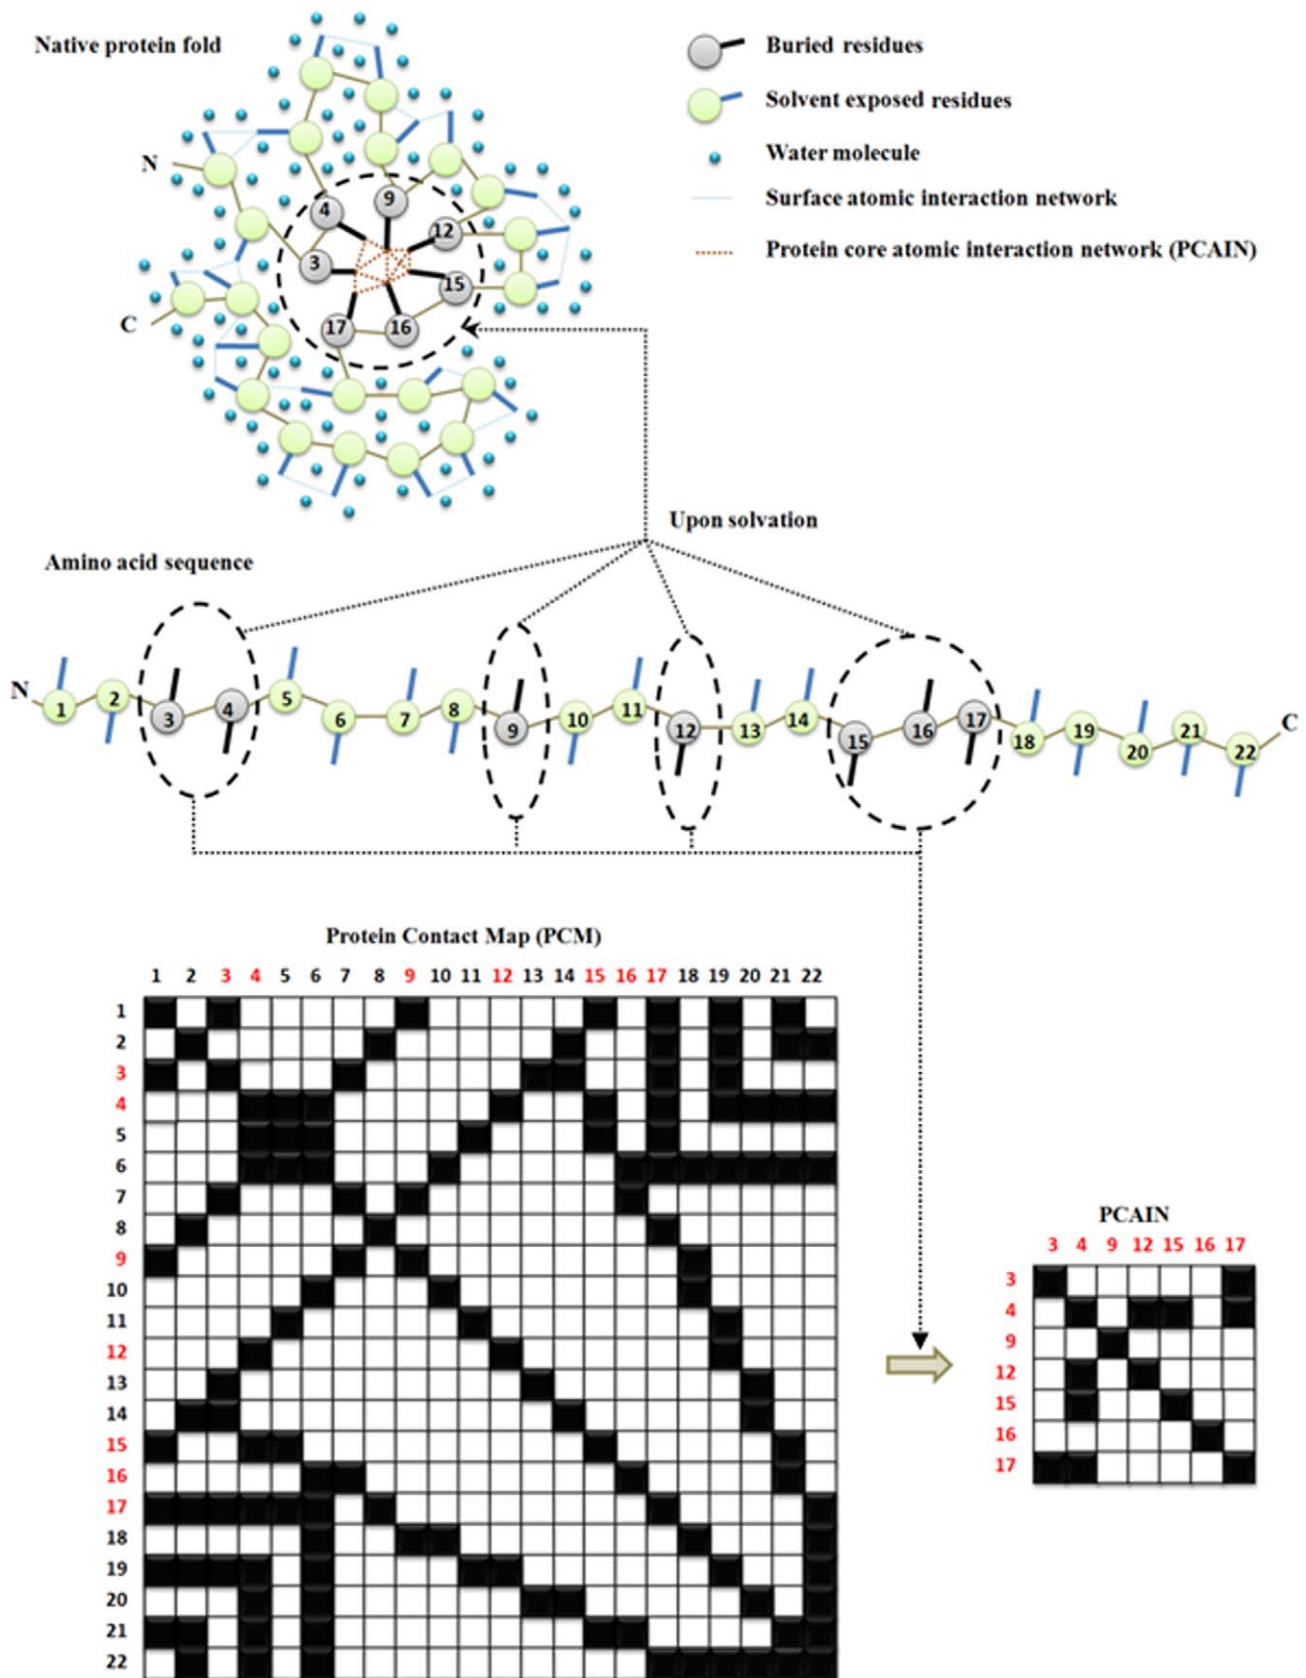 Native protein fold
Buried residues
Solvent exposed residues
Water molecule
Surface atomic interaction network
Protein core atomic interaction network (PCAIN)
N
C
4
9
12
3
15
17
16
Upon solvation
Amino acid sequence
N 1 2 3 4 5 6 7 8 9 10 11 12 13 14 15 16 17 18 19 20 21 22 C
Protein Contact Map (PCM)
1 2 3 4 5 6 7 8 9 10 11 12 13 14 15 16 17 18 19 20 21 22
1
2
3
4
5
6
7
8
9
10
11
12
13
14
15
16
17
18
19
20
21
22
PCAIN
3 4 9 12 15 16 17
3
4
9
12
15
16
17